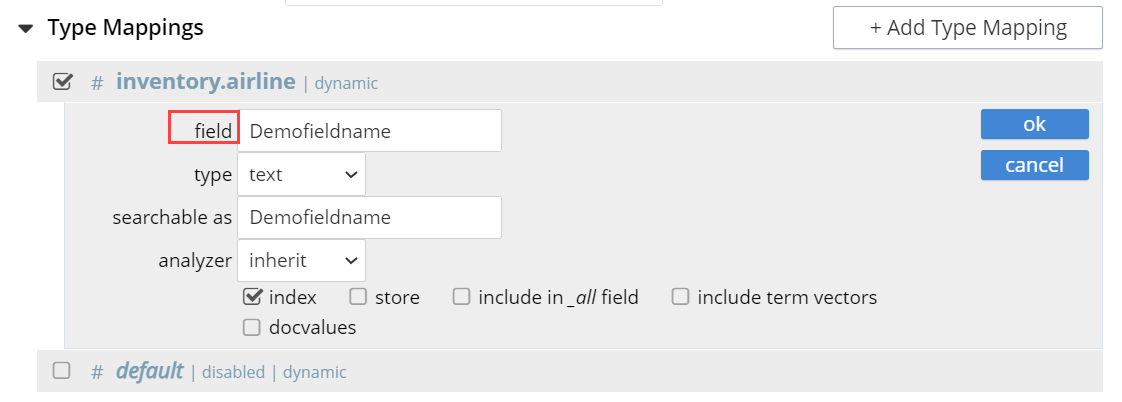 Type Mappings
+ Add Type Mapping
# inventory.airline | dynamic
field Demofieldname
ok
type text
cancel
searchable as Demofieldname
analyzer inherit
index store include in _all field include term vectors
docvalues
# default | disabled | dynamic